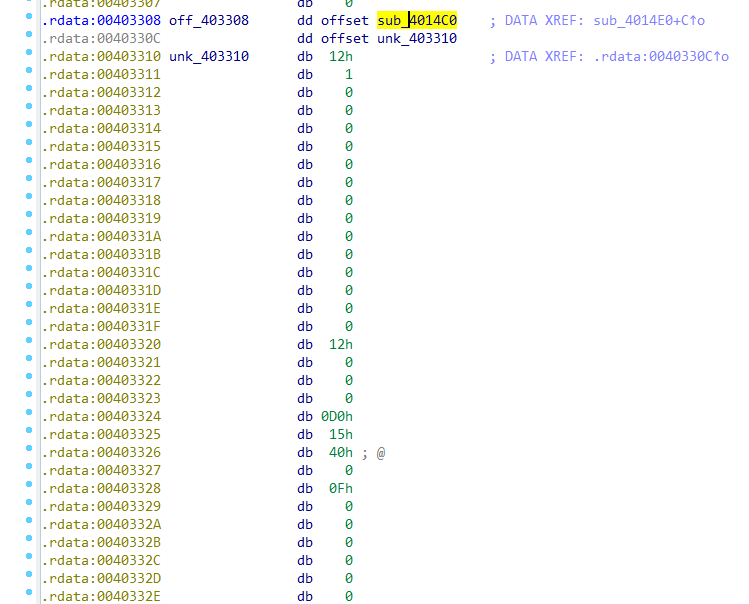 .rdata:00403307 db 0
.rdata:00403308 off_403308 dd offset sub_4014C0 ; DATA XREF: sub_4014E0+C↑o
.rdata:0040330C dd offset unk_403310
.rdata:00403310 unk_403310 db 12h ; DATA XREF: .rdata:0040330C↑o
.rdata:00403311 db 1
.rdata:00403312 db 0
.rdata:00403313 db 0
.rdata:00403314 db 0
.rdata:00403315 db 0
.rdata:00403316 db 0
.rdata:00403317 db 0
.rdata:00403318 db 0
.rdata:00403319 db 0
.rdata:0040331A db 0
.rdata:0040331B db 0
.rdata:0040331C db 0
.rdata:0040331D db 0
.rdata:0040331E db 0
.rdata:0040331F db 0
.rdata:00403320 db 12h
.rdata:00403321 db 0
.rdata:00403322 db 0
.rdata:00403323 db 0
.rdata:00403324 db 0D0h
.rdata:00403325 db 15h
.rdata:00403326 db 40h ; @
.rdata:00403327 db 0
.rdata:00403328 db 0Fh
.rdata:00403329 db 0
.rdata:0040332A db 0
.rdata:0040332B db 0
.rdata:0040332C db 0
.rdata:0040332D db 0
.rdata:0040332E db 0